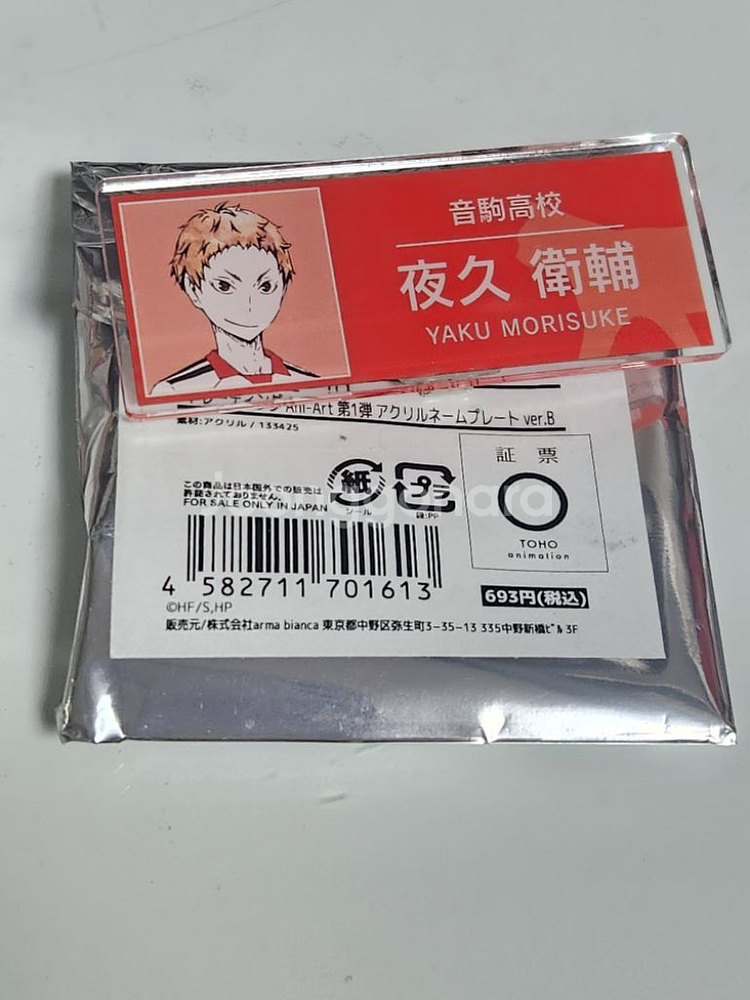 音駒高校
夜久 衛輔
YAKU MORISUKE
Ani-Art 第1弾 アクリルネームプレート ver.B
素材:アクリル / 133425
この商品は日本国外での販売は
許諾されておりません。
FOR SALE ONLY IN JAPAN
紙
シール
プラ
袋:PP
証 票
TOHO
animation
4 582711 701613
693円(税込)
©HF/S,HP
販売元/株式会社arma bianca 東京都中野区弥生町3-35-13 335中野新橋ビル 3F